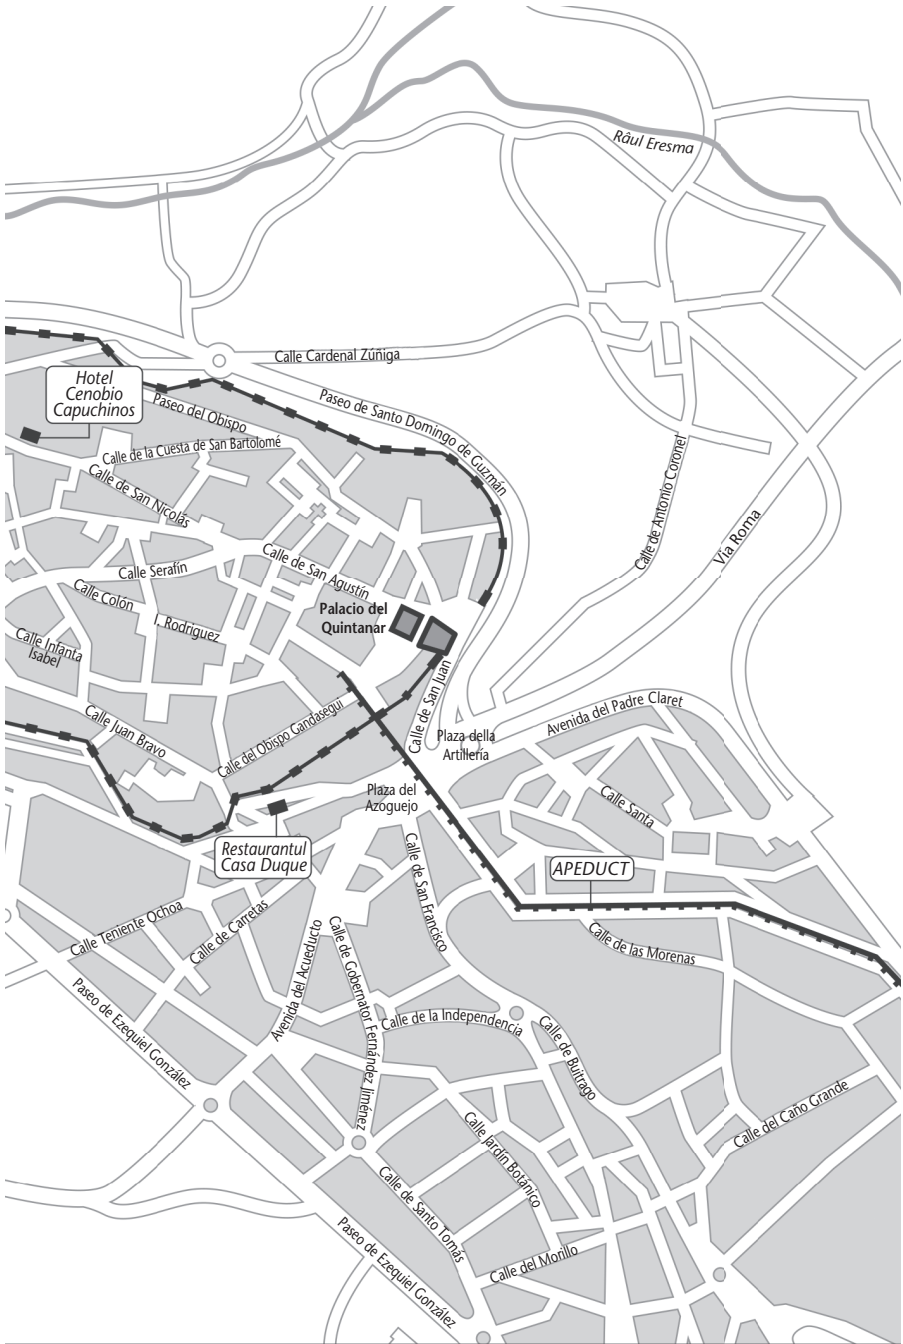 Râul Eresma
Calle Cardenal Zúñiga
Hotel
Cenobio
Capuchinos
Paseo del Obispo
Paseo de Santo Domingo de Guzmán
Calle de la Cuesta de San Bartolomé
Calle de San Nicolás
Calle de Antonio Coronel
Vía Roma
Calle de San Agustín
Calle Serafín
Calle Colón
Palacio del
Quintanar
I. Rodriguez
Calle Infanta
Isabel
Calle de San Juan
Calle Juan Bravo
Calle del Obispo Gandasegui
Avenida del Padre Claret
Plaza della
Artillería
Plaza del
Azoguejo
Calle Santa
Restaurantul
Casa Duque
APEDUCT
Calle de San Francisco
Calle Teniente Ochoa
Calle de Carretas
Avenida del Acueducto
Calle de Gobernator Fernández Jiménez
Calle de las Morenas
Paseo de Ezequiel González
Calle de la Independencia
Calle de Buitrago
Calle del Caño Grande
Calle Jardín Botánico
Calle de Santo Tomás
Paseo de Ezequiel González
Calle del Morillo